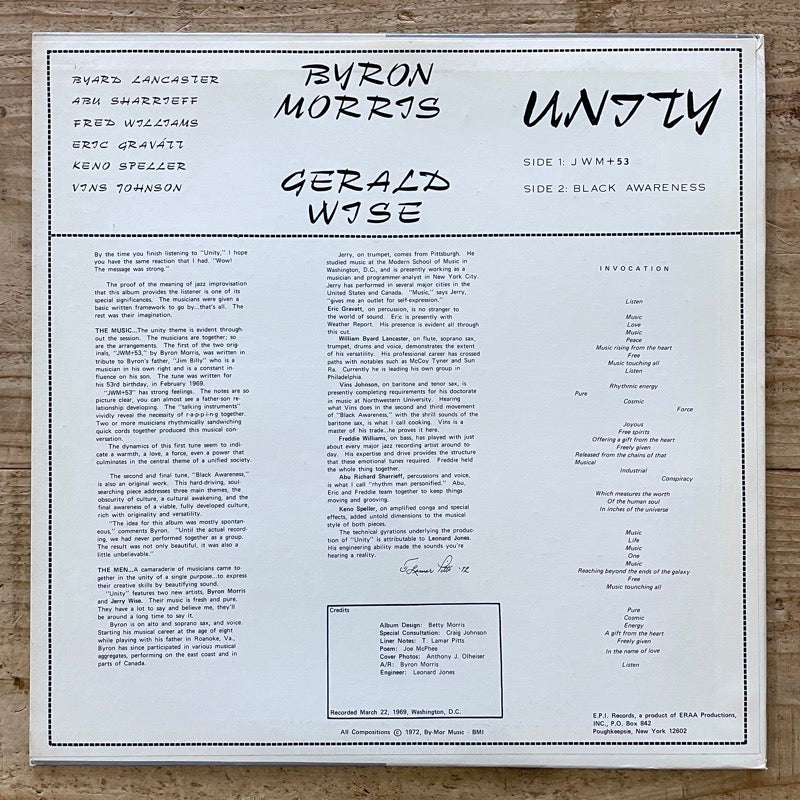 BYARD LANCASTER
ABU SHARRIEFF
FRED WILLIAMS
ERIC GRAVÁTT
KENO SPELLER
VINS JOHNSON
BYRON
MORRIS
GERALD
WISE
UNITY
SIDE 1: JWM+53
SIDE 2: BLACK AWARENESS
By the time you finish listening to "Unity," I hope
you have the same reaction that I had. "Wow!
The message was strong."
The proof of the meaning of jazz improvisation
that this album provides the listener is one of its
special significances. The musicians were given a
basic written framework to go by...that's all. The
rest was their imagination.
THE MUSIC...The unity theme is evident through-
out the session. The musicians are together; so
are the arrangements. The first of the two orig-
inals, "JWM+53," by Byron Morris, was written in
tribute to Byron's father, "Jim Billy" who is a
musician in his own right and is a constant in-
fluence on his son. The tune was written for
his 53rd birthday, in February 1969.
"JWM+53" has strong feelings. The notes are so
picture clear, you can almost see a father-son re-
lationship developing. The "talking instruments"
vividly reveal the necessity of r-a-p-p-i-n-g together.
Two or more musicians rhythmically sandwiching
quick cords together produced this musical con-
versation.
The dynamics of this first tune seem to indi-
cate a warmth, a love, a force, even a power that
culminates in the central theme of a unified society.
The second and final tune, "Black Awareness,"
is also an original work. This hard-driving, soul-
searching piece addresses three main themes, the
obscurity of culture, a cultural awakening, and the
final awareness of a viable, fully developed culture,
rich with originality and versatility.
"The idea for this album was mostly spontan-
eous," comments Byron. "Until the actual record-
ing, we had never performed together as a group.
The result was not only beautiful, it was also a
little unbelievable."
THE MEN...A camaraderie of musicians came to-
gether in the unity of a single purpose...to express
their creative skills by beautifying sound.
"Unity" features two new artists, Byron Morris
and Jerry Wise. Their music is fresh and pure.
They have a lot to say and believe me, they'll
be around a long time to say it.
Byron is on alto and soprano sax, and voice.
Starting his musical career at the age of eight
while playing with his father in Roanoke, Va.,
Byron has since participated in various musical
aggregates, performing on the east coast and in
parts of Canada.
Jerry, on trumpet, comes from Pittsburgh. He
studied music at the Modern School of Music in
Washington, D.C., and is presently working as a
musician and programmer-analyst in New York City.
Jerry has performed in several major cities in the
United States and Canada. "Music," says Jerry,
"gives me an outlet for self-expression."
Eric Gravatt, on percussion, is no stranger to
the world of sound. Eric is presently with
Weather Report. His presence is evident all through
this cut.
William Byard Lancaster, on flute, soprano sax,
trumpet, drums and voice, demonstrates the extent
of his versatility. His professional career has crossed
paths with notables such as McCoy Tyner and Sun
Ra. Currently he is leading his own group in
Philadelphia.
Vins Johnson, on baritone and tenor sax, is
presently completing requirements for his doctorate
in music at Northwestern University. Hearing
what Vins does in the second and third movement
of "Black Awareness," with the shrill sounds of the
baritone sax, is what I call cooking. Vins is a
master of his trade...he proves it here.
Freddie Williams, on bass, has played with just
about every major jazz recording artist around to-
day. His expertise and drive provides the structure
that these emotional tunes required. Freddie held
the whole thing together.
Abu Richard Sharrieff, percussions and voice,
is what I call "rhythm man personified." Abu,
Eric and Freddie team together to keep things
moving and grooving.
Keno Speller, on amplified conga and special
effects, added untold dimensions to the musical
style of both pieces.
The technical gyrations underlying the produc-
tion of "Unity" is attributable to Leonard Jones.
His engineering ability made the sounds you're
hearing a reality.
T. Lamar Pitts '72
Credits
Album Design: Betty Morris
Special Consultation: Craig Johnson
Liner Notes: T. Lamar Pitts
Poem: Joe McPhee
Cover Photos: Anthony J. Olheiser
A/R: Byron Morris
Engineer: Leonard Jones
Recorded March 22, 1969, Washington, D.C.
All Compositions © 1972, By-Mor Music - BMI
INVOCATION
Listen
Music
Love
Music
Peace
Music rising from the heart
Free
Music touching all
Listen
Rhythmic energy
Pure
Cosmic
Force
Joyous
Free spirits
Offering a gift from the heart
Freely given
Released from the chains of that
Musical
Industrial
Conspiracy
Which measures the worth
Of the human soul
In inches of the universe
Music
Life
Music
One
Music
Reaching beyond the ends of the galaxy
Free
Music tounching all
Pure
Cosmic
Energy
A gift from the heart
Freely given
In the name of love
Listen
E.P.I. Records, a product of ERAA Productions,
INC., P.O. Box 842
Poughkeepsie, New York 12602